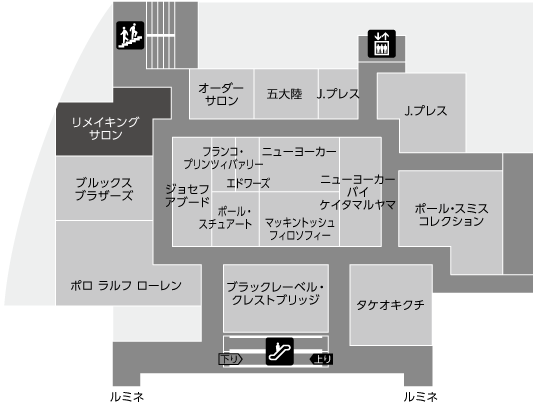 オーダー
サロン
五大陸
J.プレス
J.プレス
リメイキング
サロン
フランコ・
プリンツィバァリー
ニューヨーカー
ブルックス
ブラザーズ
ジョセフ
アブード
エドワーズ
ニューヨーカー
バイ
ケイタマルヤマ
ポール・
スチュアート
マッキントッシュ
フィロソフィー
ポール・スミス
コレクション
ポロ ラルフ ローレン
ブラックレーベル・
クレストブリッジ
タケオキクチ
下り
上り
ルミネ
ルミネ